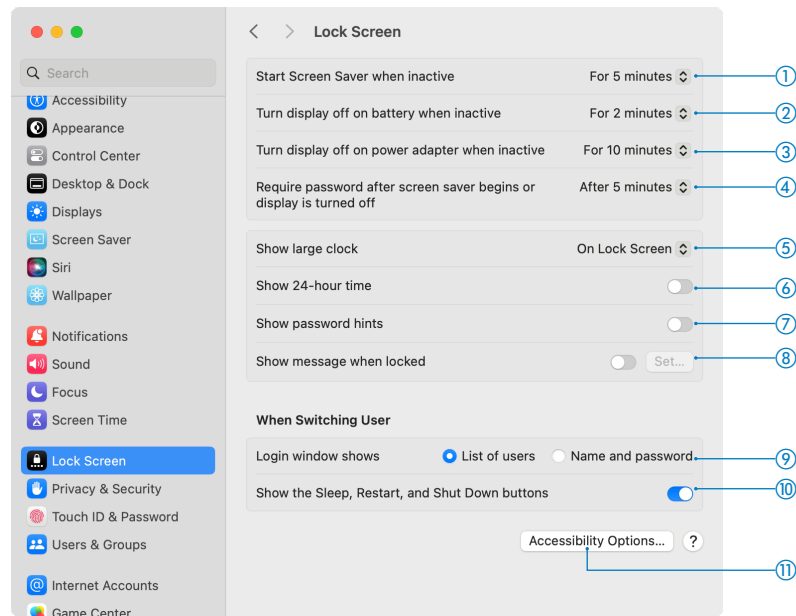 Lock Screen
Search
Accessibility
Appearance
Control Center
Desktop & Dock
Displays
Screen Saver
Siri
Wallpaper
Notifications
Sound
Focus
Screen Time
Lock Screen
Privacy & Security
Touch ID & Password
Users & Groups
Internet Accounts
Game Center
Start Screen Saver when inactive For 5 minutes 1
Turn display off on battery when inactive For 2 minutes 2
Turn display off on power adapter when inactive For 10 minutes 3
Require password after screen saver begins or
display is turned off After 5 minutes 4
Show large clock On Lock Screen 5
Show 24-hour time 6
Show password hints 7
Show message when locked Set... 8
When Switching User
Login window shows List of users Name and password 9
Show the Sleep, Restart, and Shut Down buttons 10
Accessibility Options... ?
11